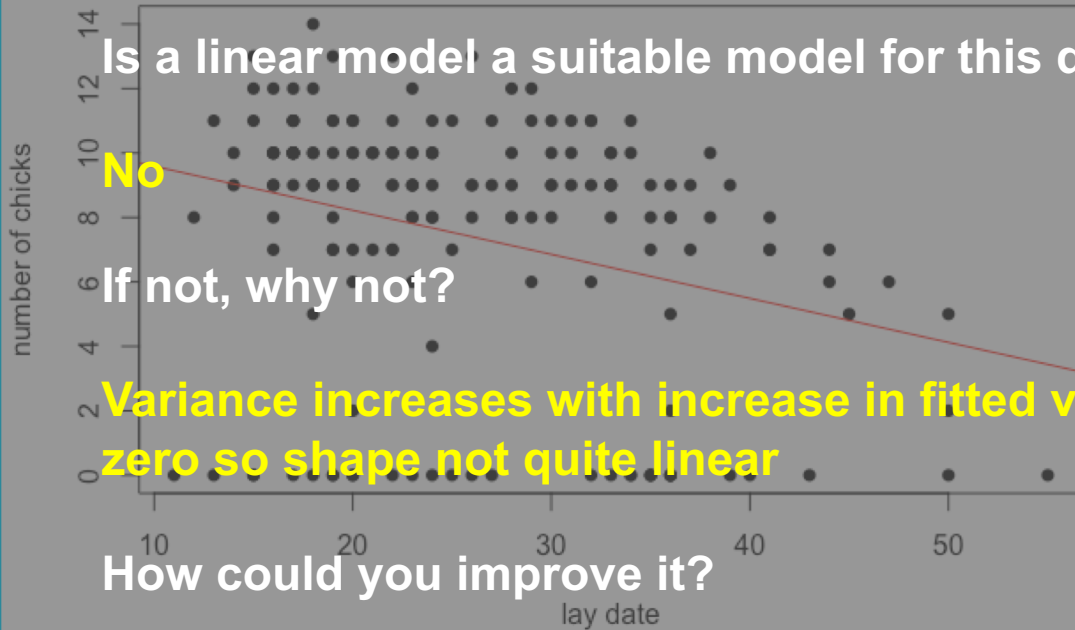 Is a linear model a suitable model for this
No
If not, why not?
Variance increases with increase in fitted
zero so shape not quite linear
How could you improve it?
number of chicks
14
12
10
8
6
4
2
0
10 20 30 40 50
lay date